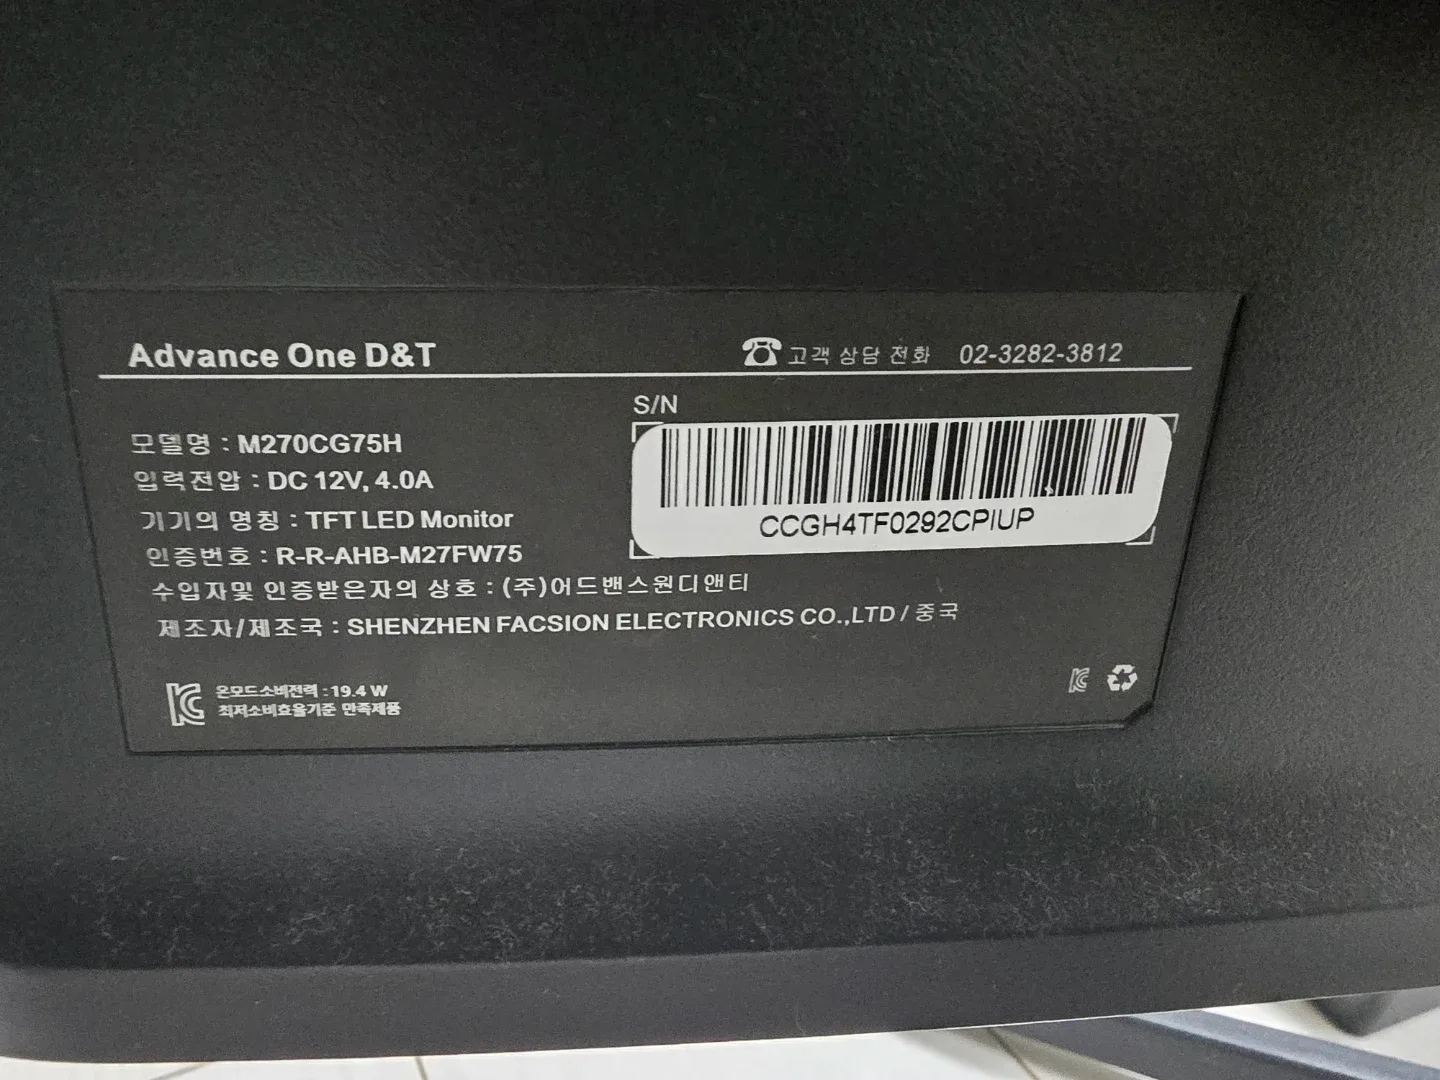 Advance One D&T
고객 상담 전화 02-3282-3812
S/N
CCGH4TF0292CPIUP
모델명 : M270CG75H
입력전압 : DC 12V, 4.0A
기기의 명칭 : TFT LED Monitor
인증번호 : R-R-AHB-M27FW75
수입자및 인증받은자의 상호 : (주)어드밴스원디앤티
제조자/제조국 : SHENZHEN FACSION ELECTRONICS CO.,LTD / 중국
온모드소비전력 : 19.4 W
최저소비효율기준 만족제품